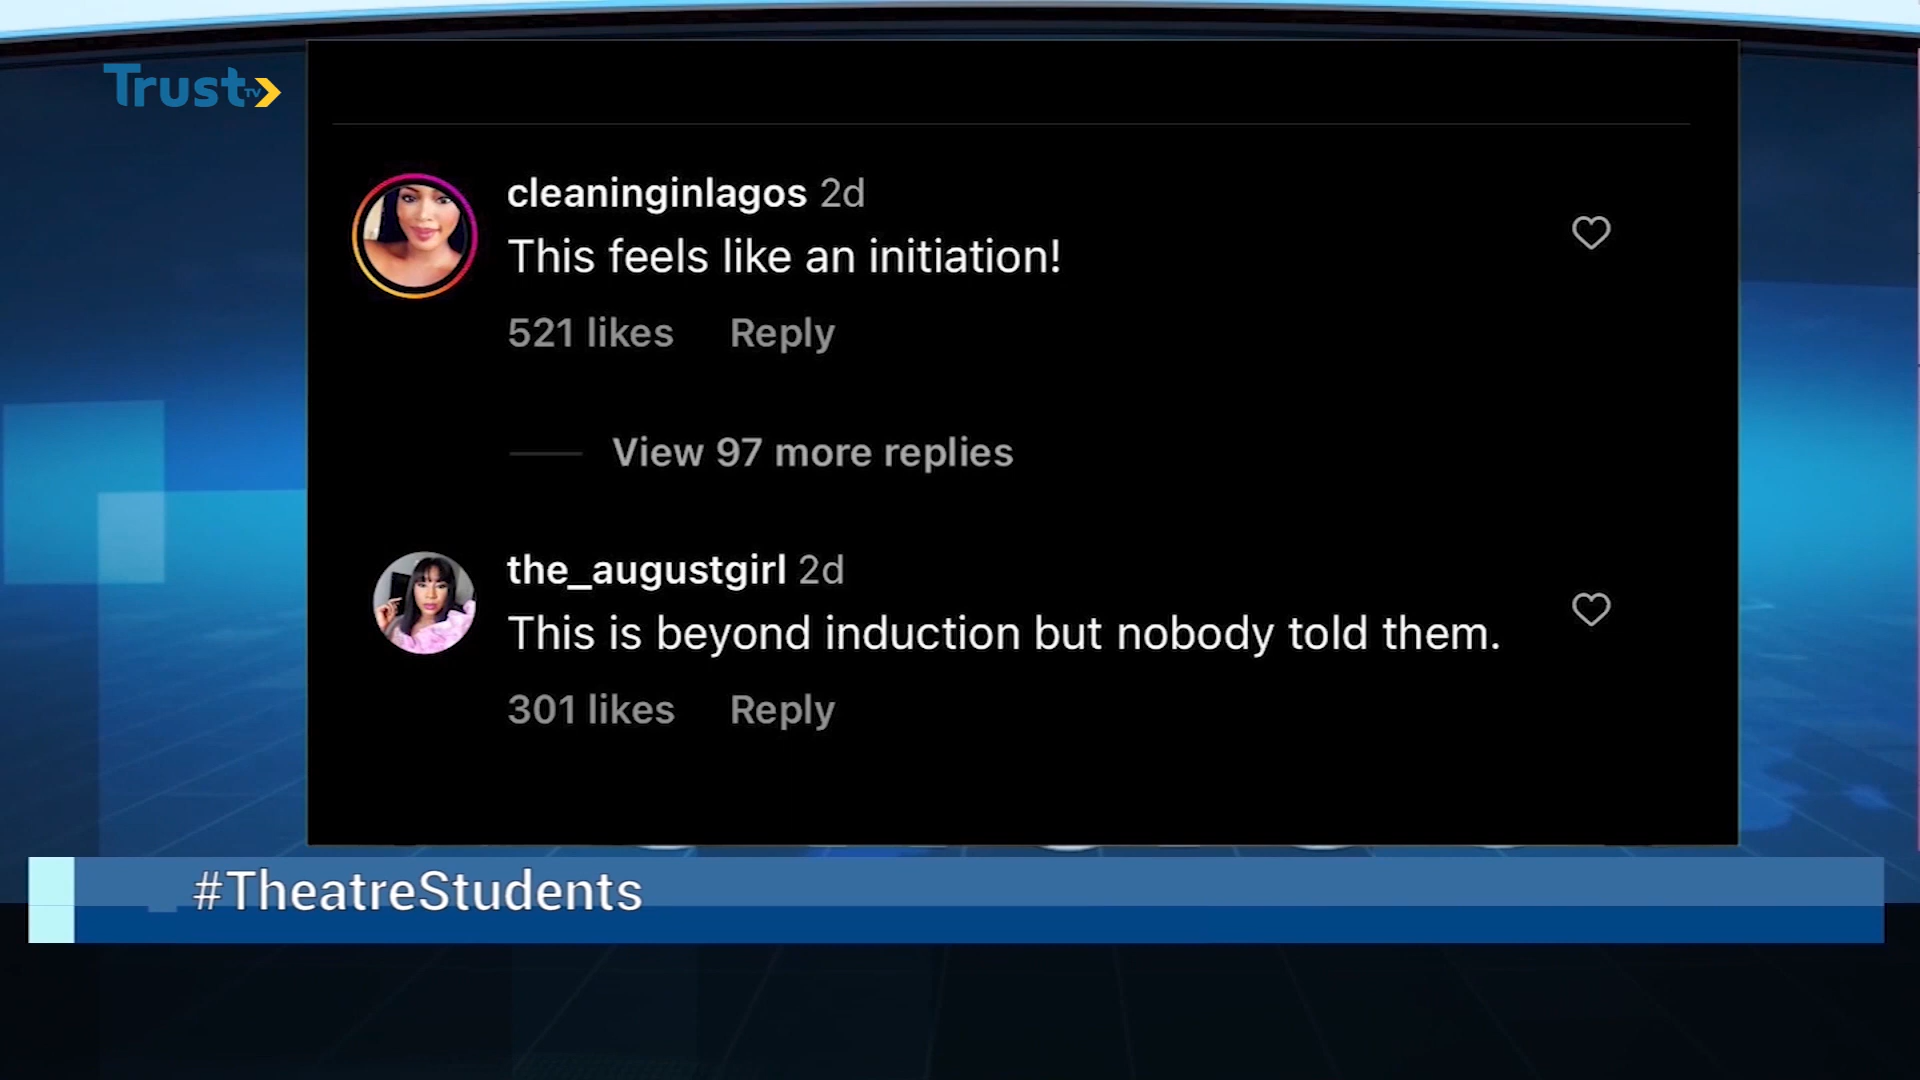 Trust TV
cleaninginlagos 2d
This feels like an initiation!
521 likes Reply
View 97 more replies
the_augustgirl 2d
This is beyond induction but nobody told them.
301 likes Reply
#TheatreStudents